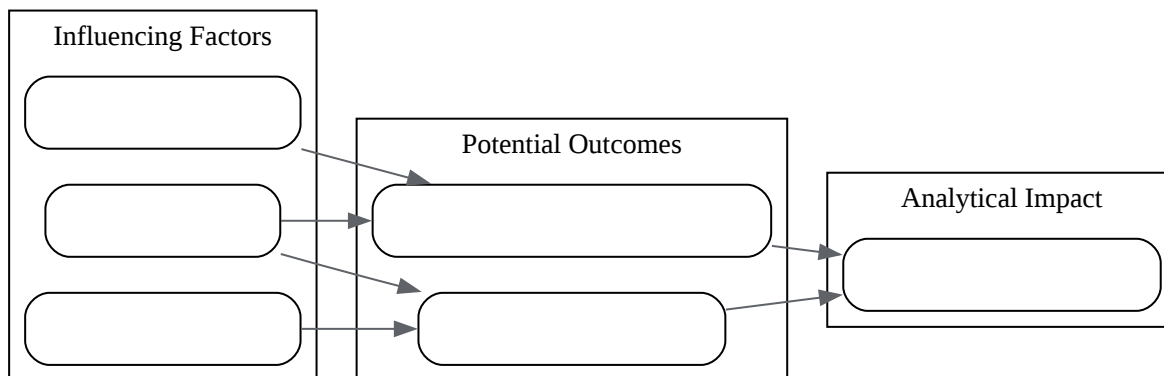 Influencing Factors
Potential Outcomes
Analytical Impact